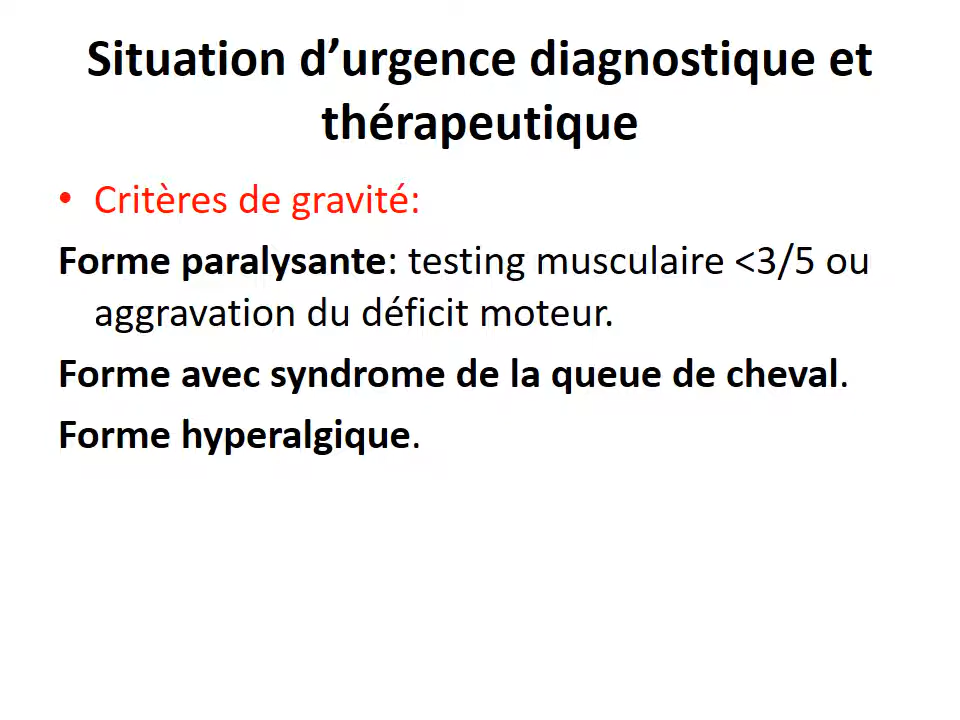 Situation d’urgence diagnostique et
thérapeutique
• Critères de gravité:
Forme paralysante: testing musculaire <3/5 ou
aggravation du déficit moteur.
Forme avec syndrome de la queue de cheval.
Forme hyperalgique.